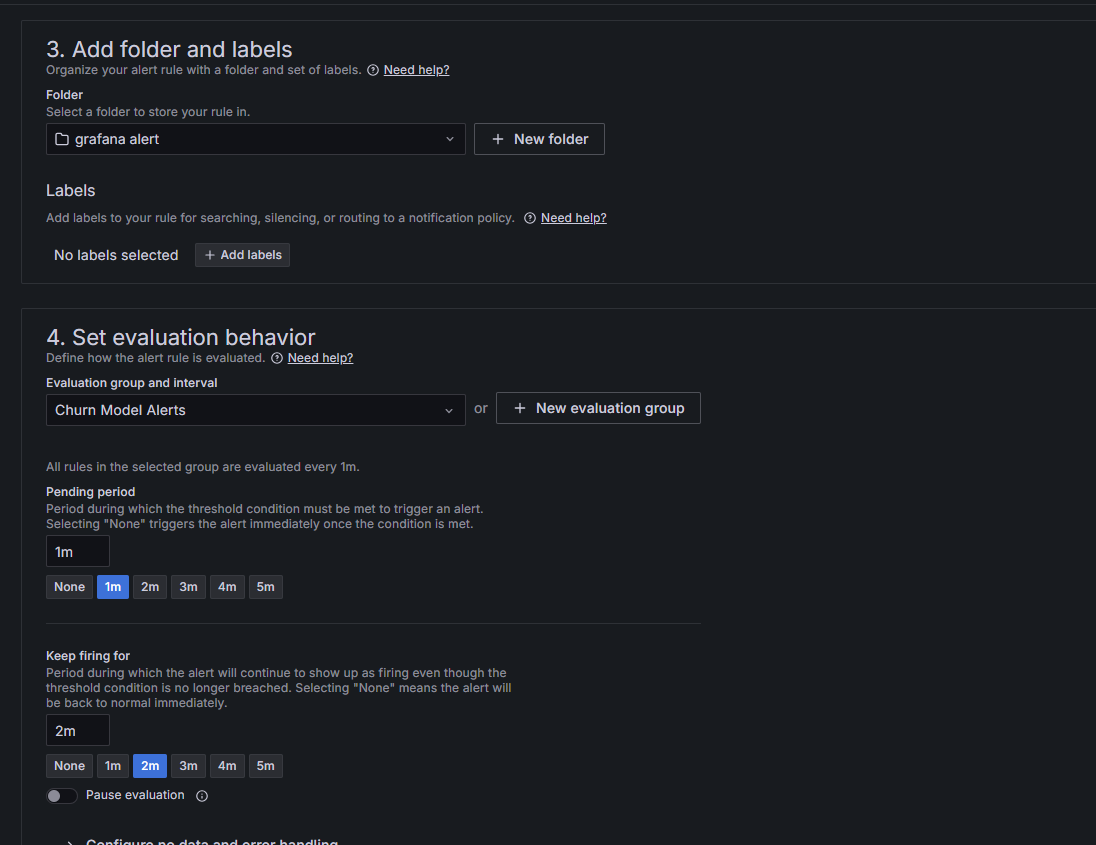 3. Add folder and labels
Organize your alert rule with a folder and set of labels. Need help?
Folder
Select a folder to store your rule in.
grafana alert
+ New folder
Labels
Add labels to your rule for searching, silencing, or routing to a notification policy. Need help?
No labels selected + Add labels
4. Set evaluation behavior
Define how the alert rule is evaluated. Need help?
Evaluation group and interval
Churn Model Alerts or + New evaluation group
All rules in the selected group are evaluated every 1m.
Pending period
Period during which the threshold condition must be met to trigger an alert.
Selecting "None" triggers the alert immediately once the condition is met.
1m
None 1m 2m 3m 4m 5m
Keep firing for
Period during which the alert will continue to show up as firing even though the
threshold condition is no longer breached. Selecting "None" means the alert will
be back to normal immediately.
2m
None 1m 2m 3m 4m 5m
Pause evaluation
Configure no data and error handling